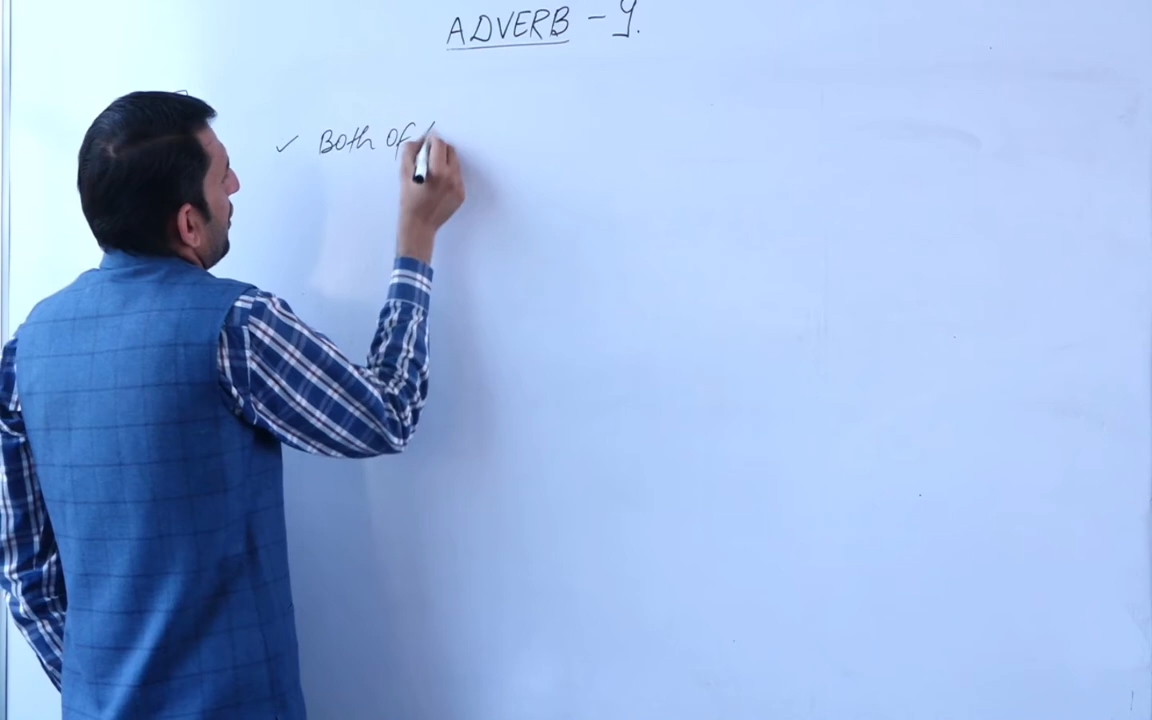 ADVERB - 9.
✓ Both of